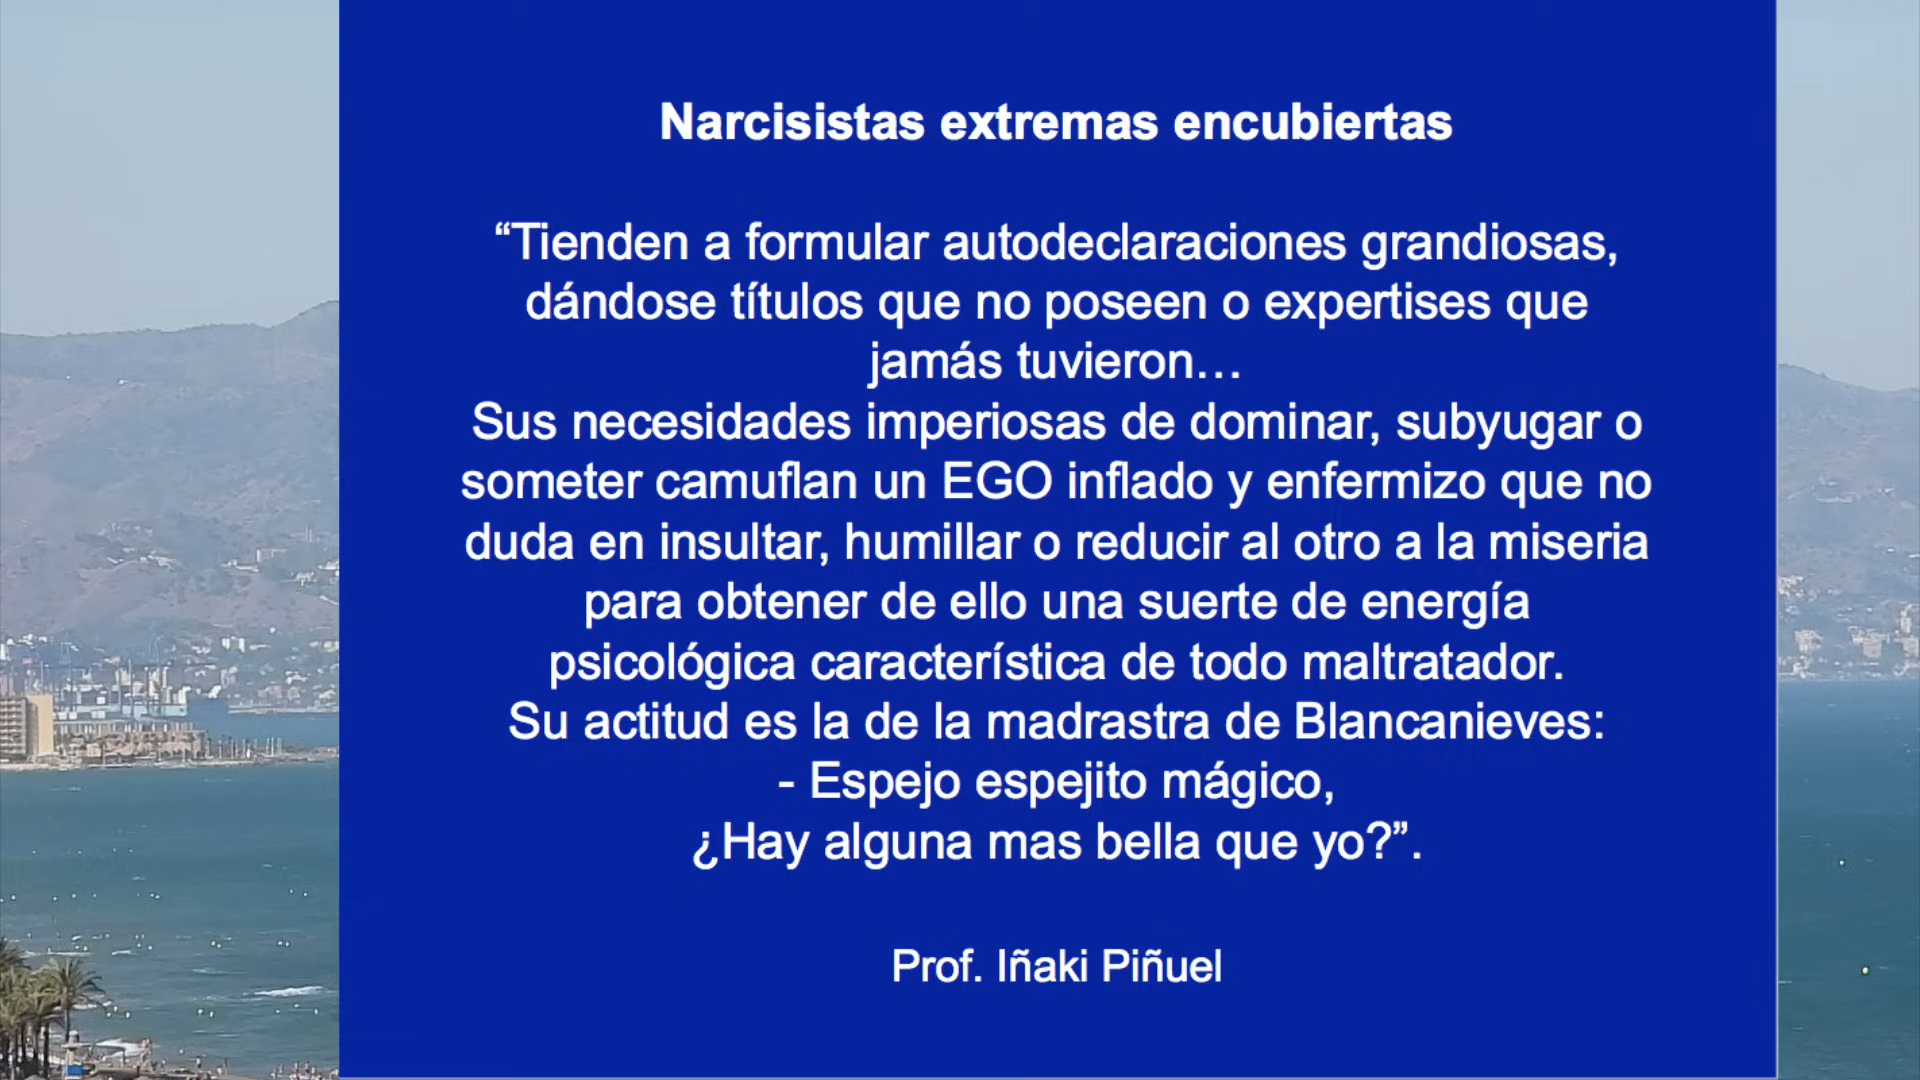 Narcisistas extremas encubiertas
“Tienden a formular autodeclaraciones grandiosas,
dándose títulos que no poseen o expertises que
jamás tuvieron…
Sus necesidades imperiosas de dominar, subyugar o
someter camuflan un EGO inflado y enfermizo que no
duda en insultar, humillar o reducir al otro a la miseria
para obtener de ello una suerte de energía
psicológica característica de todo maltratador.
Su actitud es la de la madrastra de Blancanieves:
- Espejo espejito mágico,
¿Hay alguna mas bella que yo?”.
Prof. Iñaki Piñuel